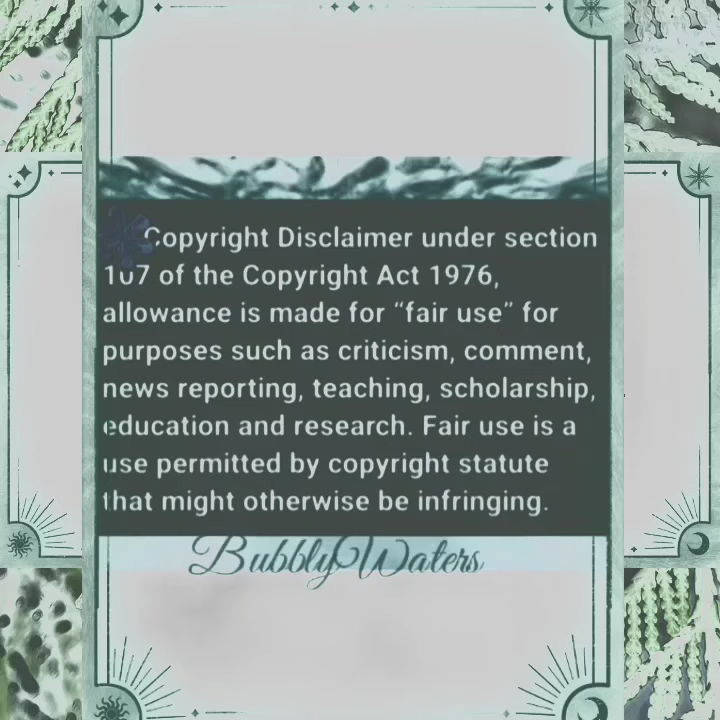 Copyright Disclaimer under section
107 of the Copyright Act 1976,
allowance is made for “fair use” for
purposes such as criticism, comment,
news reporting, teaching, scholarship,
education and research. Fair use is a
use permitted by copyright statute
that might otherwise be infringing.
BubblyWaters